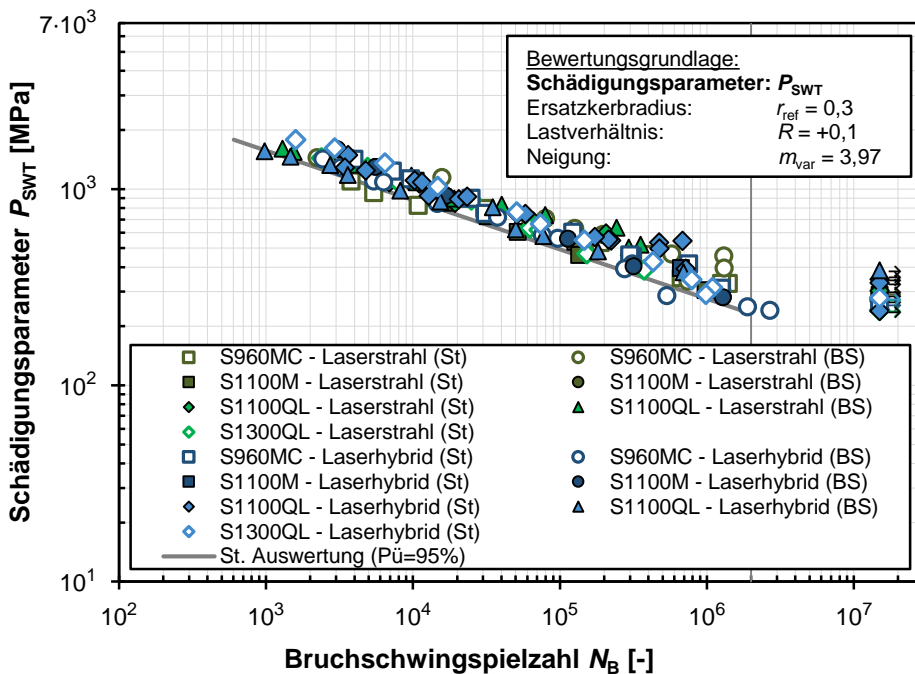 7·10³
Bewertungsgrundlage:
Schädigungsparameter: P_SWT
Ersatzkerbradius: r_ref = 0,3
Lastverhältnis: R = +0,1
Neigung: m_var = 3,97
10³
10²
10¹
Schädigungsparameter P_SWT [MPa]
S960MC - Laserstrahl (St) S960MC - Laserstrahl (BS)
S1100M - Laserstrahl (St) S1100M - Laserstrahl (BS)
S1100QL - Laserstrahl (St) S1100QL - Laserstrahl (BS)
S1300QL - Laserstrahl (St)
S960MC - Laserhybrid (St) S960MC - Laserhybrid (BS)
S1100M - Laserhybrid (St) S1100M - Laserhybrid (BS)
S1100QL - Laserhybrid (St) S1100QL - Laserhybrid (BS)
S1300QL - Laserhybrid (St)
St. Auswertung (Pü=95%)
10² 10³ 10⁴ 10⁵ 10⁶ 10⁷
Bruchschwingspielzahl N_B [-]